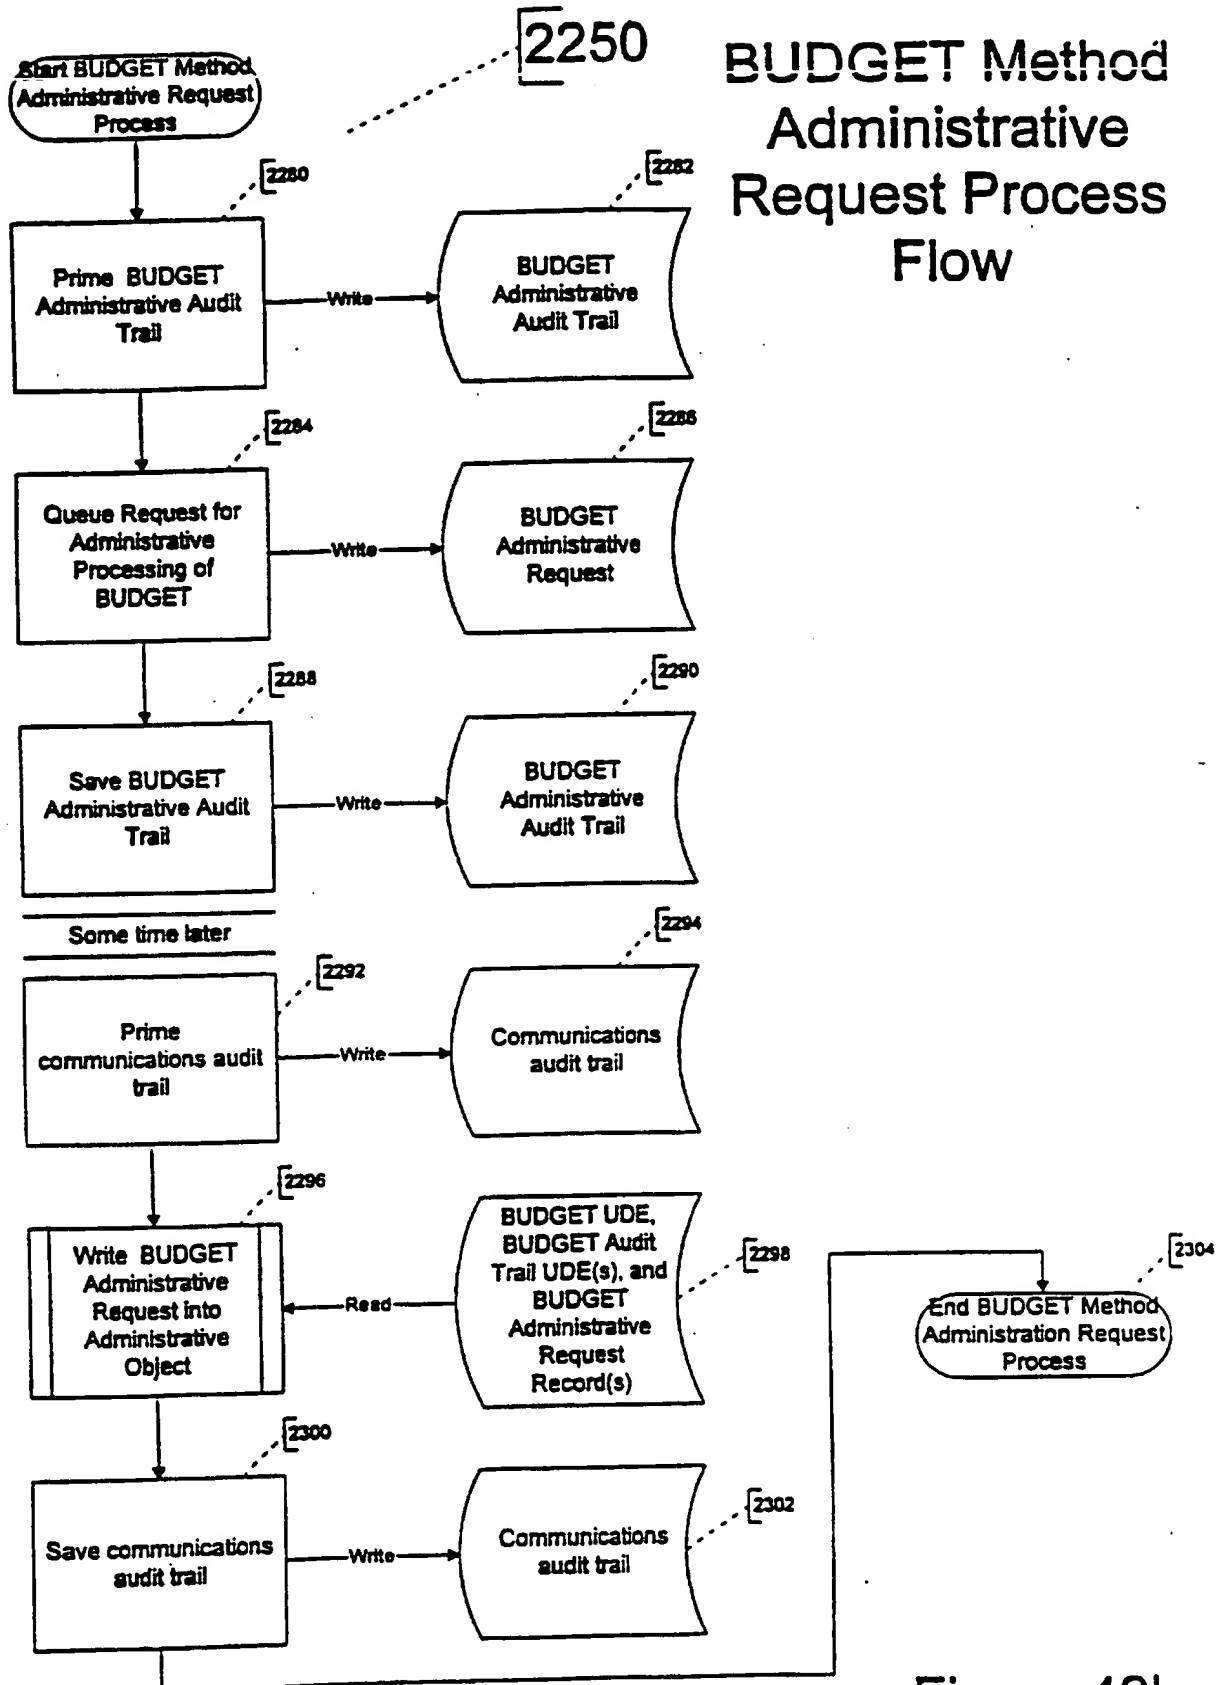 2250
BUDGET Method
Administrative
Request Process
Flow
Start BUDGET Method
Administrative Request
Process
2280
2282
Prime BUDGET
Administrative Audit
Trail
Write
BUDGET
Administrative
Audit Trail
2284
2286
Queue Request for
Administrative
Processing of
BUDGET
Write
BUDGET
Administrative
Request
2288
2290
Save BUDGET
Administrative Audit
Trail
Write
BUDGET
Administrative
Audit Trail
Some time later
2292
2294
Prime
communications audit
trail
Write
Communications
audit trail
2296
2298
Write BUDGET
Administrative
Request into
Administrative
Object
Read
BUDGET UDE,
BUDGET Audit
Trail UDE(s), and
BUDGET
Administrative
Request
Record(s)
2304
End BUDGET Method
Administration Request
Process
2300
2302
Save communications
audit trail
Write
Communications
audit trail